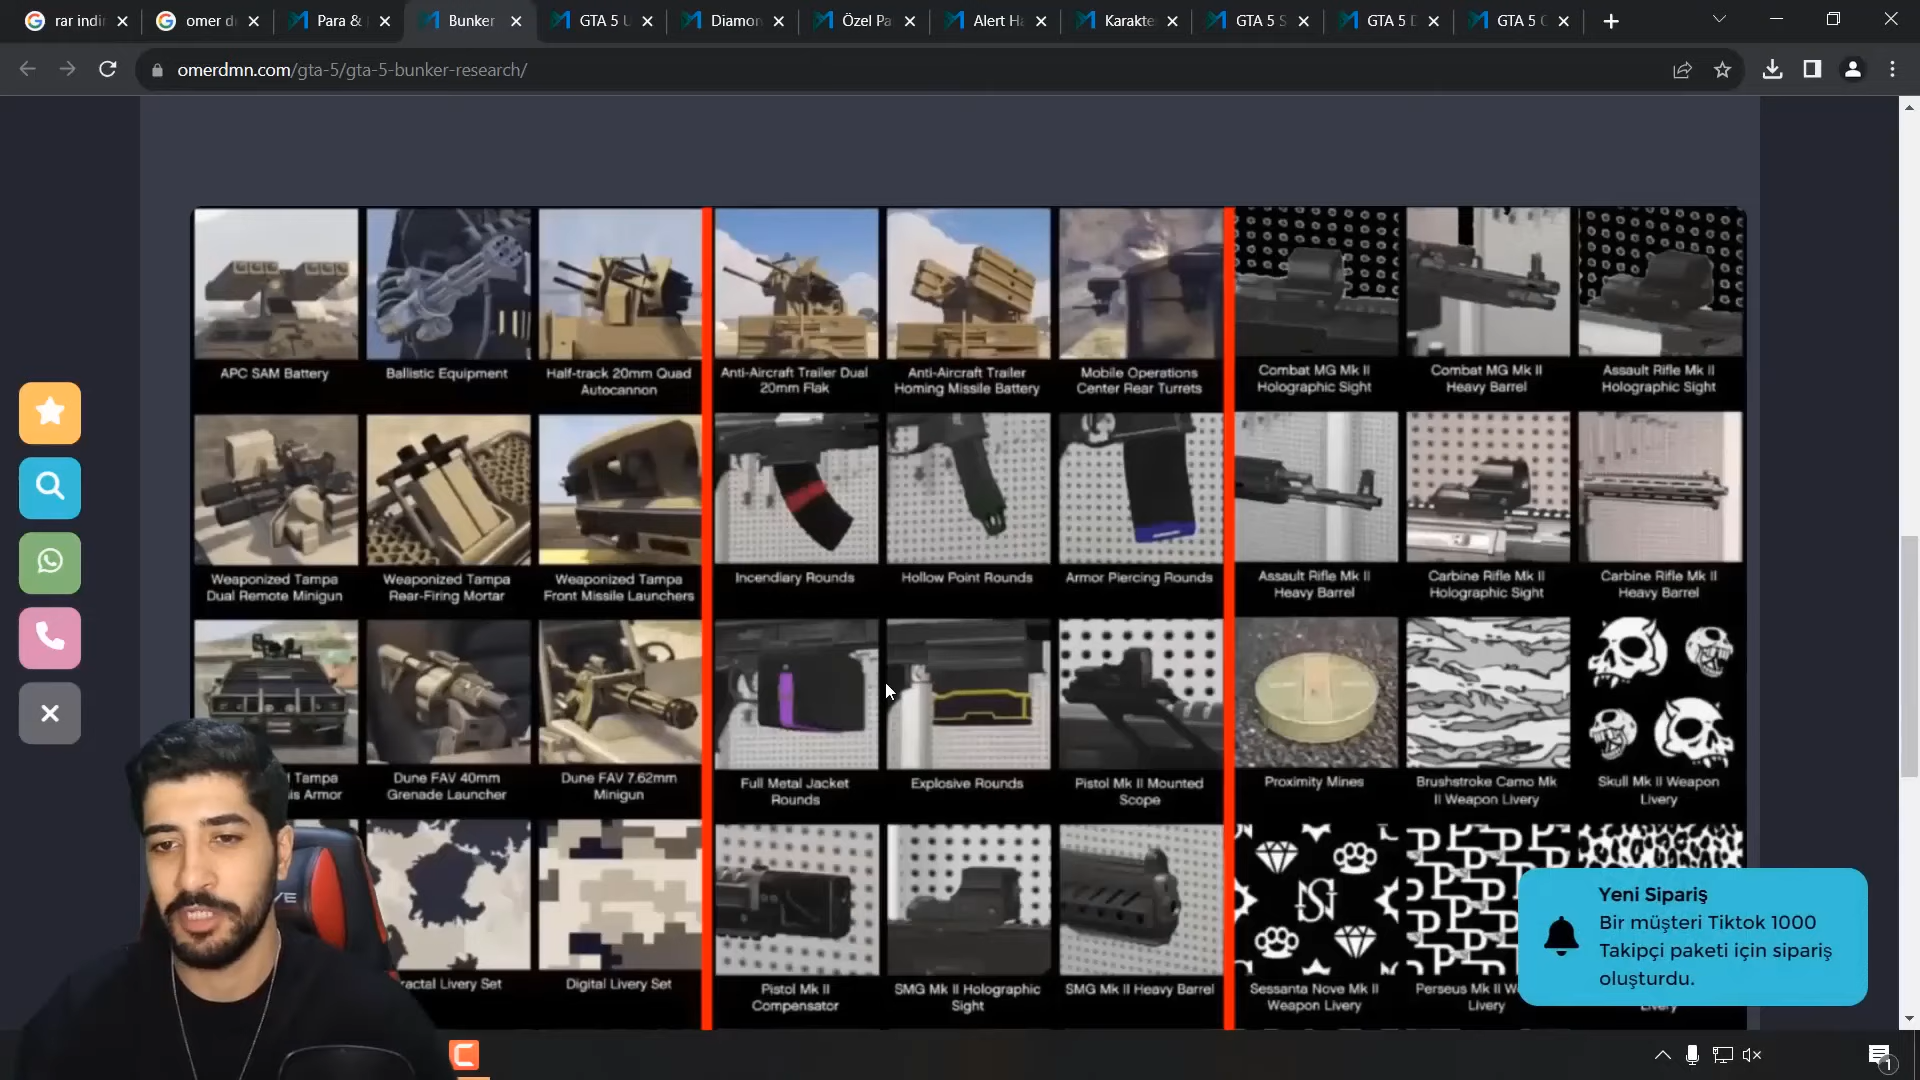 rar indir
omer d
Para &
Bunker
GTA 5 U
Diamon
Özel Pa
Alert Ha
Karakte
GTA 5 S
GTA 5 D
GTA 5
omerdmn.com/gta-5/gta-5-bunker-research/
APC SAM Battery
Ballistic Equipment
Half-track 20mm Quad
Autocannon
Anti-Aircraft Trailer Dual
20mm Flak
Anti-Aircraft Trailer
Homing Missile Battery
Mobile Operations
Center Rear Turrets
Combat MG Mk II
Holographic Sight
Combat MG Mk II
Heavy Barrel
Assault Rifle Mk II
Holographic Sight
Weaponized Tampa
Dual Remote Minigun
Weaponized Tampa
Rear-Firing Mortar
Weaponized Tampa
Front Missile Launchers
Incendiary Rounds
Hollow Point Rounds
Armor Piercing Rounds
Assault Rifle Mk II
Heavy Barrel
Carbine Rifle Mk II
Holographic Sight
Carbine Rifle Mk II
Heavy Barrel
Tampa
is Armor
Dune FAV 40mm
Grenade Launcher
Dune FAV 7.62mm
Minigun
Full Metal Jacket
Rounds
Explosive Rounds
Pistol Mk II Mounted
Scope
Proximity Mines
Brushstroke Camo Mk
II Weapon Livery
Skull Mk II Weapon
Livery
ractal Livery Set
Digital Livery Set
Pistol Mk II
Compensator
SMG Mk II Holographic
Sight
SMG Mk II Heavy Barrel
Sessanta Nove Mk II
Weapon Livery
Perseus Mk II We
Livery
Livery
Yeni Sipariş
Bir müşteri Tiktok 1000
Takipçi paketi için sipariş
oluşturdu.
1